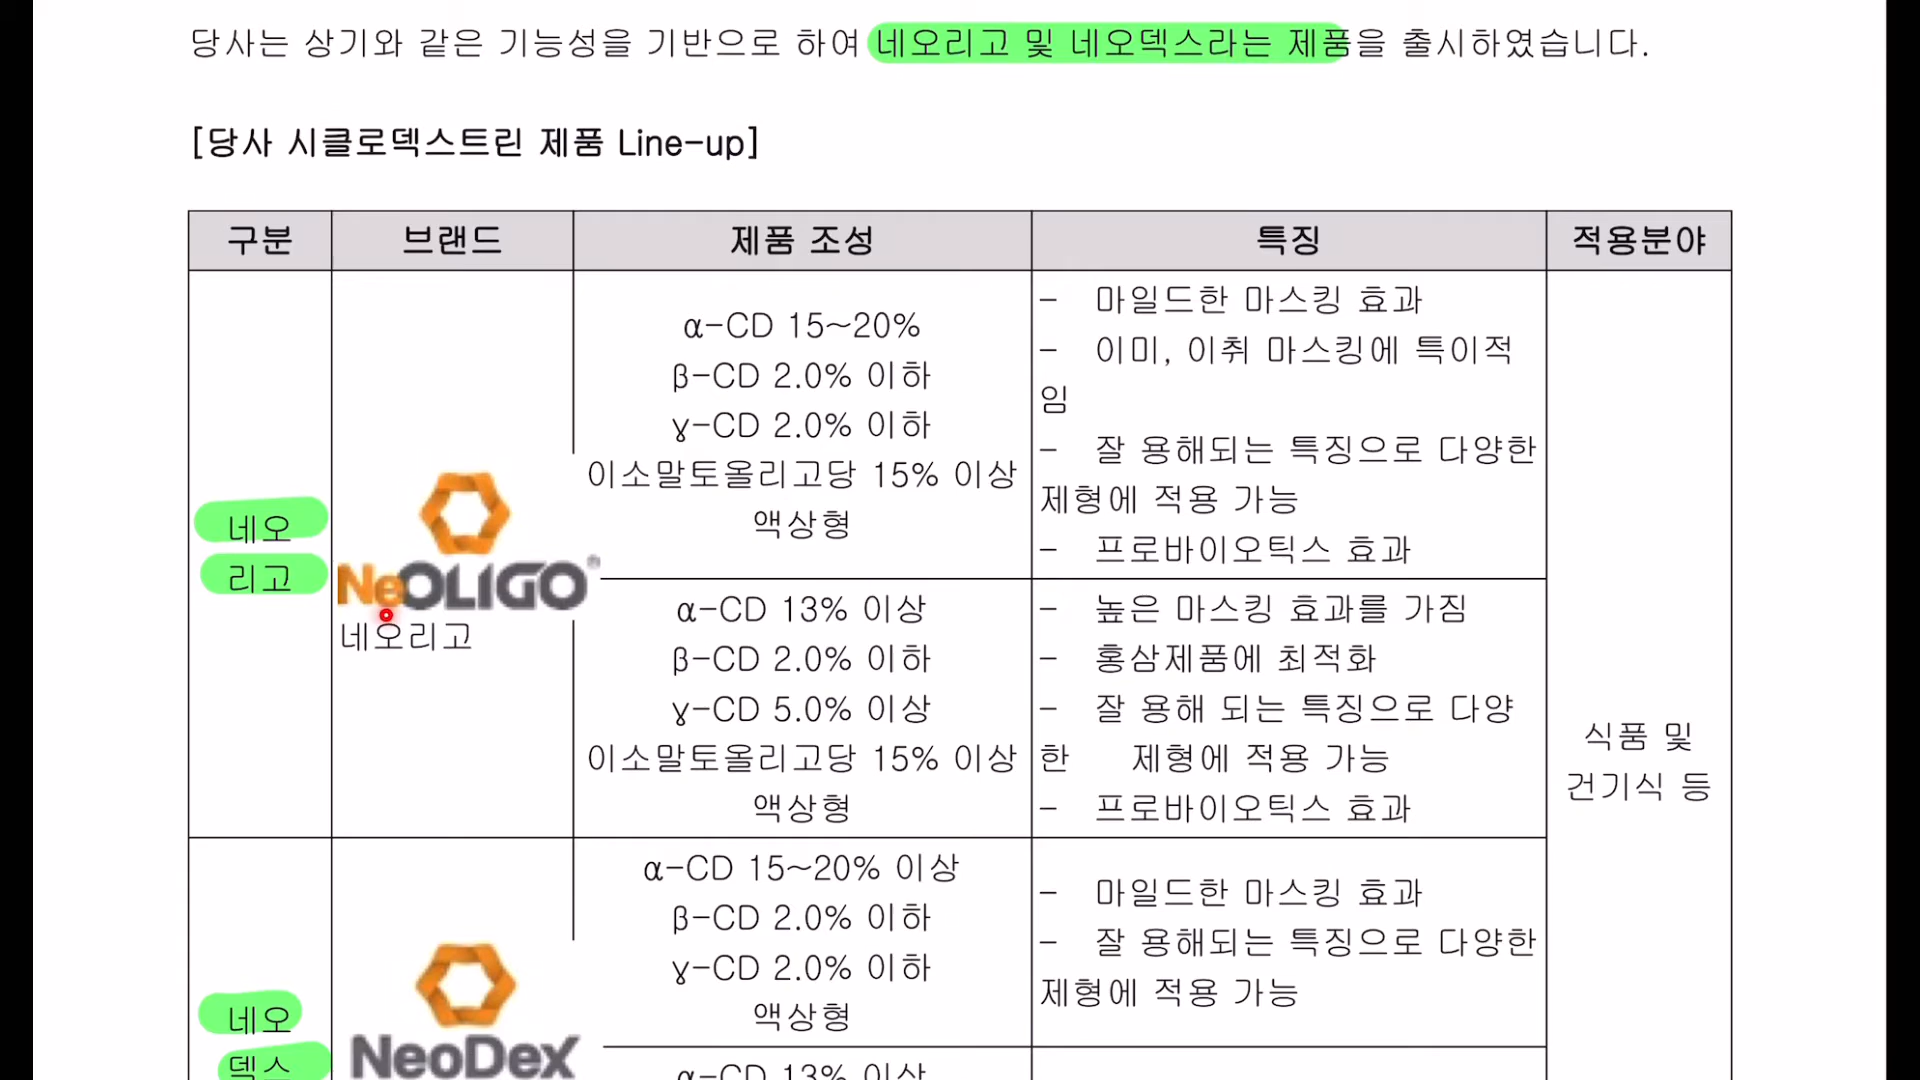 당사는 상기와 같은 기능성을 기반으로 하여 네오리고 및 네오덱스라는 제품을 출시하였습니다.
[당사 시클로덱스트린 제품 Line-up]
구분 브랜드 제품 조성 특징 적용분야
네오
리고
NeOLIGO®
네오리고
α-CD 15~20%
β-CD 2.0% 이하
ɣ-CD 2.0% 이하
이소말토올리고당 15% 이상
액상형
- 마일드한 마스킹 효과
- 이미, 이취 마스킹에 특이적
임
- 잘 용해되는 특징으로 다양한
제형에 적용 가능
- 프로바이오틱스 효과
α-CD 13% 이상
β-CD 2.0% 이하
ɣ-CD 5.0% 이상
이소말토올리고당 15% 이상
액상형
- 높은 마스킹 효과를 가짐
- 홍삼제품에 최적화
- 잘 용해 되는 특징으로 다양
한 제형에 적용 가능
- 프로바이오틱스 효과
식품 및
건기식 등
네오
덱스
NeoDex
α-CD 15~20% 이상
β-CD 2.0% 이하
ɣ-CD 2.0% 이하
액상형
- 마일드한 마스킹 효과
- 잘 용해되는 특징으로 다양한
제형에 적용 가능
α-CD 13% 이상